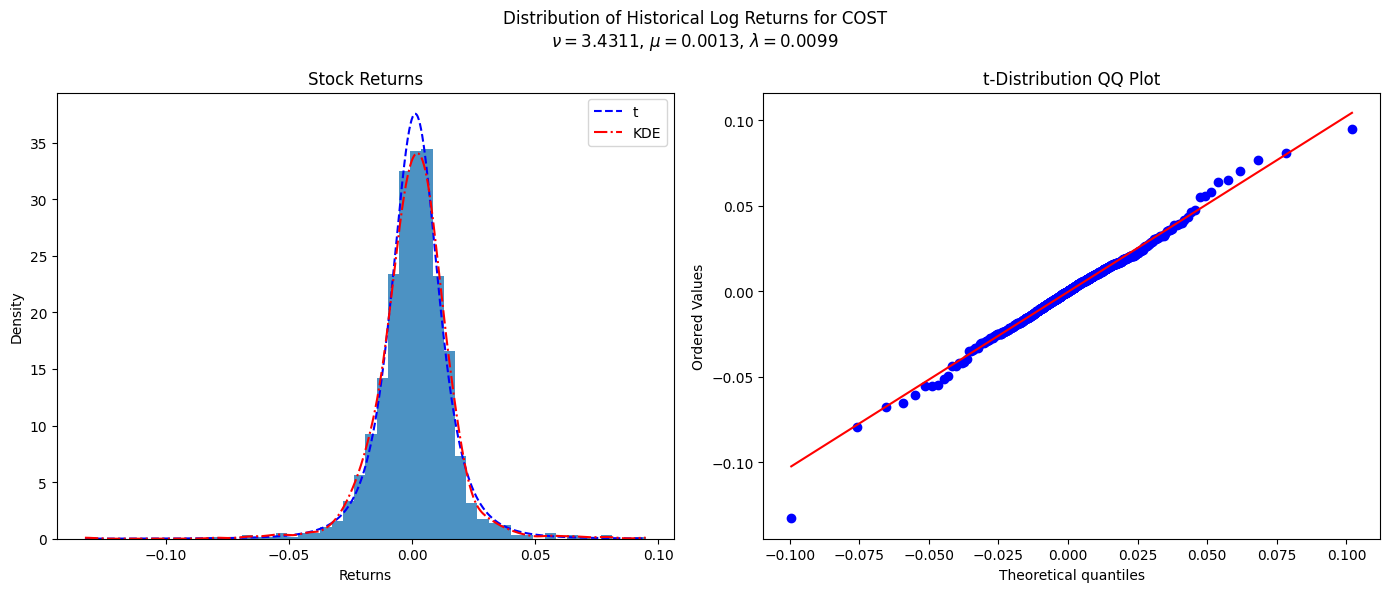 Distribution of Historical Log Returns for COST
ν = 3.4311, μ = 0.0013, λ = 0.0099
Stock Returns
t
KDE
35
30
25
20
15
10
5
0
Density
−0.10
−0.05
0.00
0.05
0.10
Returns
t-Distribution QQ Plot
0.10
0.05
0.00
−0.05
−0.10
Ordered Values
−0.100
−0.075
−0.050
−0.025
0.000
0.025
0.050
0.075
0.100
Theoretical quantiles